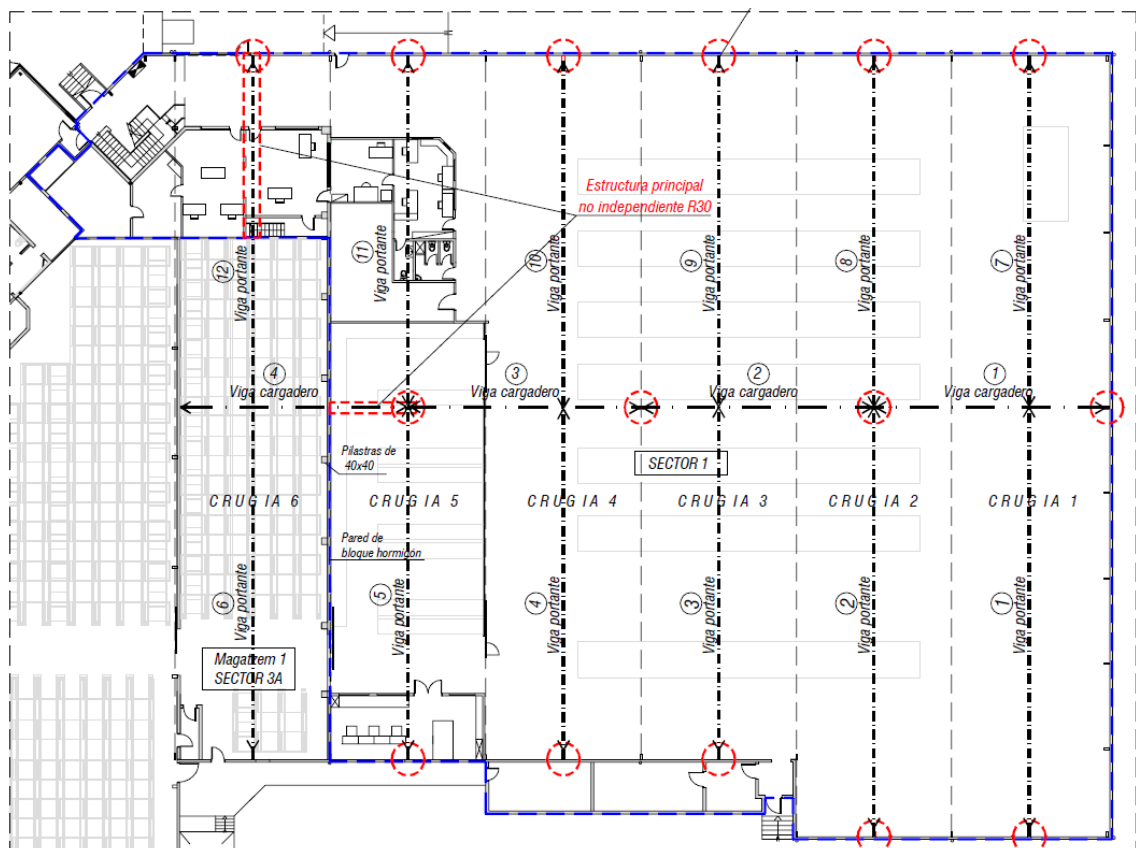 Estructura principal
no independiente R30
12
Viga portante
11
Viga portante
10
Viga portante
9
Viga portante
8
Viga portante
7
Viga portante
4
Viga cargadero
3
Viga cargadero
2
Viga cargadero
1
Viga cargadero
Pilastras de
40x40
SECTOR 1
CRUGIA 6
CRUGIA 5
CRUGIA 4
CRUGIA 3
CRUGIA 2
CRUGIA 1
Pared de
bloque hormicón
6
Viga portante
5
Viga portante
4
Viga portante
3
Viga portante
2
Viga portante
1
Viga portante
Magatzem 1
SECTOR 3A